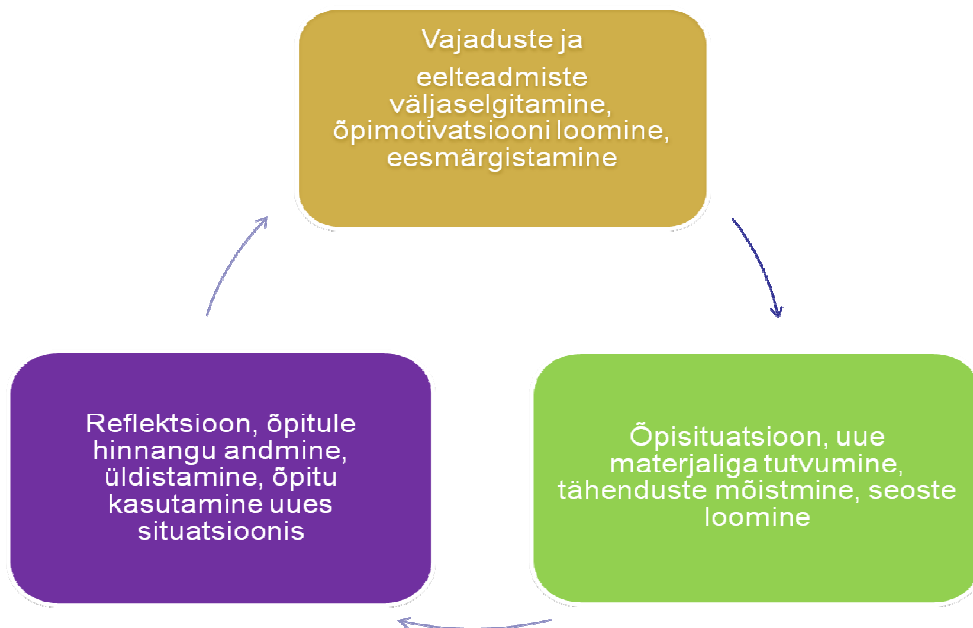 Vajaduste ja
eelteadmiste
väljaselgitamine,
õpimotivatsiooni loomine,
eesmärgistamine
Õpisituatsioon, uue
materjaliga tutvumine,
tähenduste mõistmine, seoste
loomine
Reflektsioon, õpitule
hinnangu andmine,
üldistamine, õpitu
kasutamine uues
situatsioonis